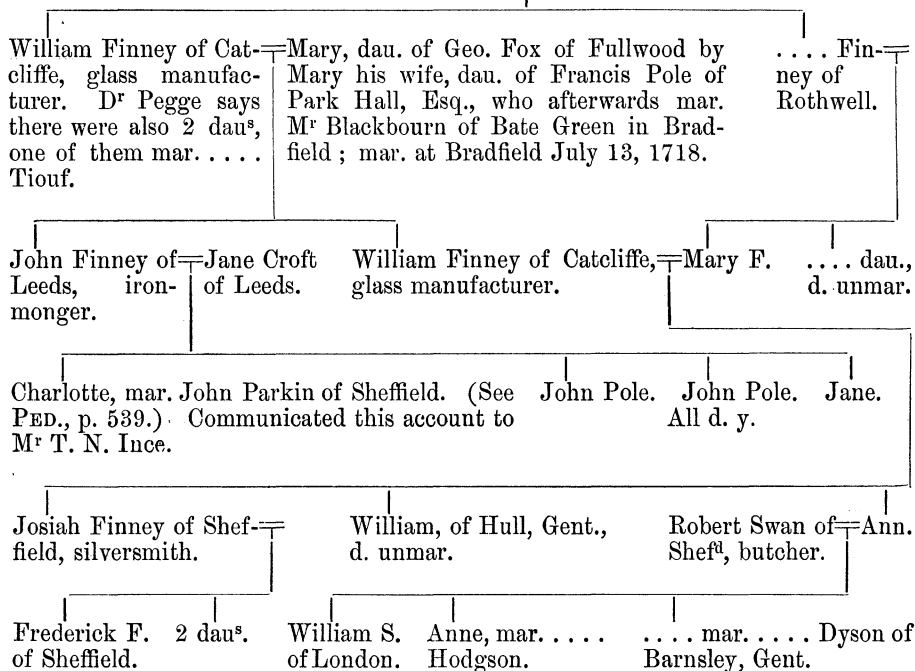 William Finney of Cat-
cliffe, glass manufac-
turer. Dr Pegge says
there were also 2 daus,
one of them mar.....
Tiouf.
Mary, dau. of Geo. Fox of Fullwood by
Mary his wife, dau. of Francis Pole of
Park Hall, Esq., who afterwards mar.
Mr Blackbourn of Bate Green in Brad-
field; mar. at Bradfield July 13, 1718.
.... Fin-
ney of
Rothwell.
John Finney of
Leeds, iron-
monger.
Jane Croft
of Leeds.
William Finney of Catcliffe,
glass manufacturer.
Mary F.
.... dau.,
d. unmar.
Charlotte, mar. John Parkin of Sheffield. (See
PED., p. 539.) Communicated this account to
Mr T. N. Ince.
John Pole.
John Pole.
Jane.
All d. y.
Josiah Finney of Shef-
field, silversmith.
William, of Hull, Gent.,
d. unmar.
Robert Swan of
Shefd, butcher.
Ann.
Frederick F.
of Sheffield.
2 daus.
William S.
of London.
Anne, mar.....
Hodgson.
.... mar..... Dyson of
Barnsley, Gent.